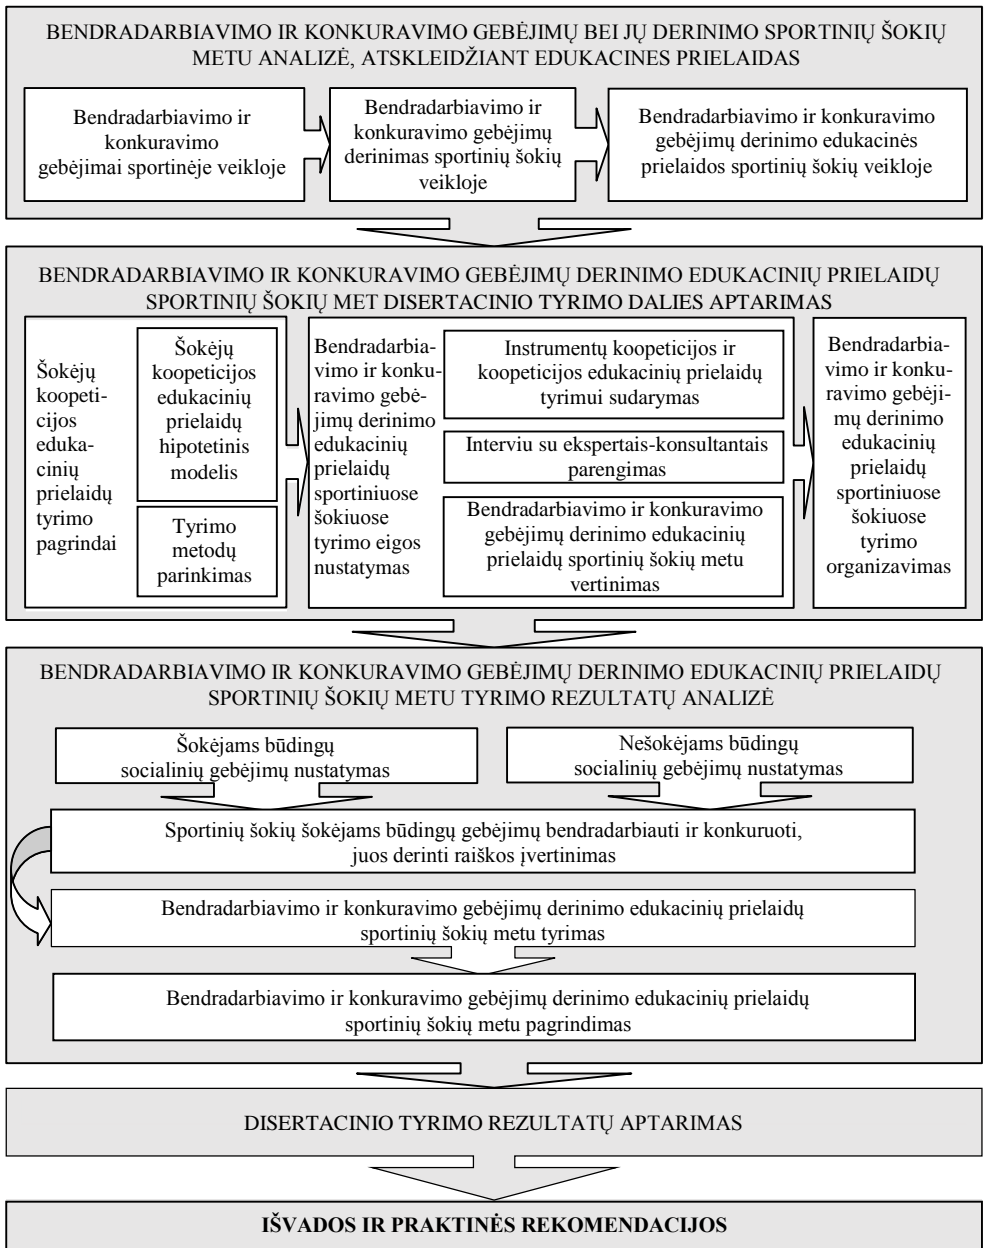 BENDRADARBIAVIMO IR KONKURAVIMO GEBĖJIMŲ BEI JŲ DERINIMO SPORTINIŲ ŠOKIŲ
METU ANALIZĖ, ATSKLEIDŽIANT EDUKACINES PRIELAIDAS
Bendradarbiavimo ir
konkuravimo
gebėjimai sportinėje veikloje
Bendradarbiavimo ir
konkuravimo gebėjimų
derinimas sportinių šokių
veikloje
Bendradarbiavimo ir konkuravimo
gebėjimų derinimo edukacinės
prielaidos sportinių šokių veikloje
BENDRADARBIAVIMO IR KONKURAVIMO GEBĖJIMŲ DERINIMO EDUKACINIŲ PRIELAIDŲ
SPORTINIŲ ŠOKIŲ MET DISERTACINIO TYRIMO DALIES APTARIMAS
Šokėjų
koopeti-
cijos
eduka-
cinių
prielaidų
tyrimo
pagrindai
Šokėjų
koopeticijos
edukacinių
prielaidų
hipotetinis
modelis
Tyrimo
metodų
parinkimas
Bendradarbia-
vimo ir konku-
ravimo gebė-
jimų derinimo
edukacinių
prielaidų
sportiniuose
šokiuose
tyrimo eigos
nustatymas
Instrumentų koopeticijos ir
koopeticijos edukacinių prielaidų
tyrimui sudarymas
Interviu su ekspertais-konsultantais
parengimas
Bendradarbiavimo ir konkuravimo
gebėjimų derinimo edukacinių
prielaidų sportinių šokių metu
vertinimas
Bendradarbia-
vimo ir konku-
ravimo gebėji-
mų derinimo
edukacinių
prielaidų
sportiniuose
šokiuose
tyrimo
organizavimas
BENDRADARBIAVIMO IR KONKURAVIMO GEBĖJIMŲ DERINIMO EDUKACINIŲ PRIELAIDŲ
SPORTINIŲ ŠOKIŲ METU TYRIMO REZULTATŲ ANALIZĖ
Šokėjams būdingų
socialinių gebėjimų nustatymas
Nešokėjams būdingų
socialinių gebėjimų nustatymas
Sportinių šokių šokėjams būdingų gebėjimų bendradarbiauti ir konkuruoti,
juos derinti raiškos įvertinimas
Bendradarbiavimo ir konkuravimo gebėjimų derinimo edukacinių prielaidų
sportinių šokių metu tyrimas
Bendradarbiavimo ir konkuravimo gebėjimų derinimo edukacinių prielaidų
sportinių šokių metu pagrindimas
DISERTACINIO TYRIMO REZULTATŲ APTARIMAS
IŠVADOS IR PRAKTINĖS REKOMENDACIJOS